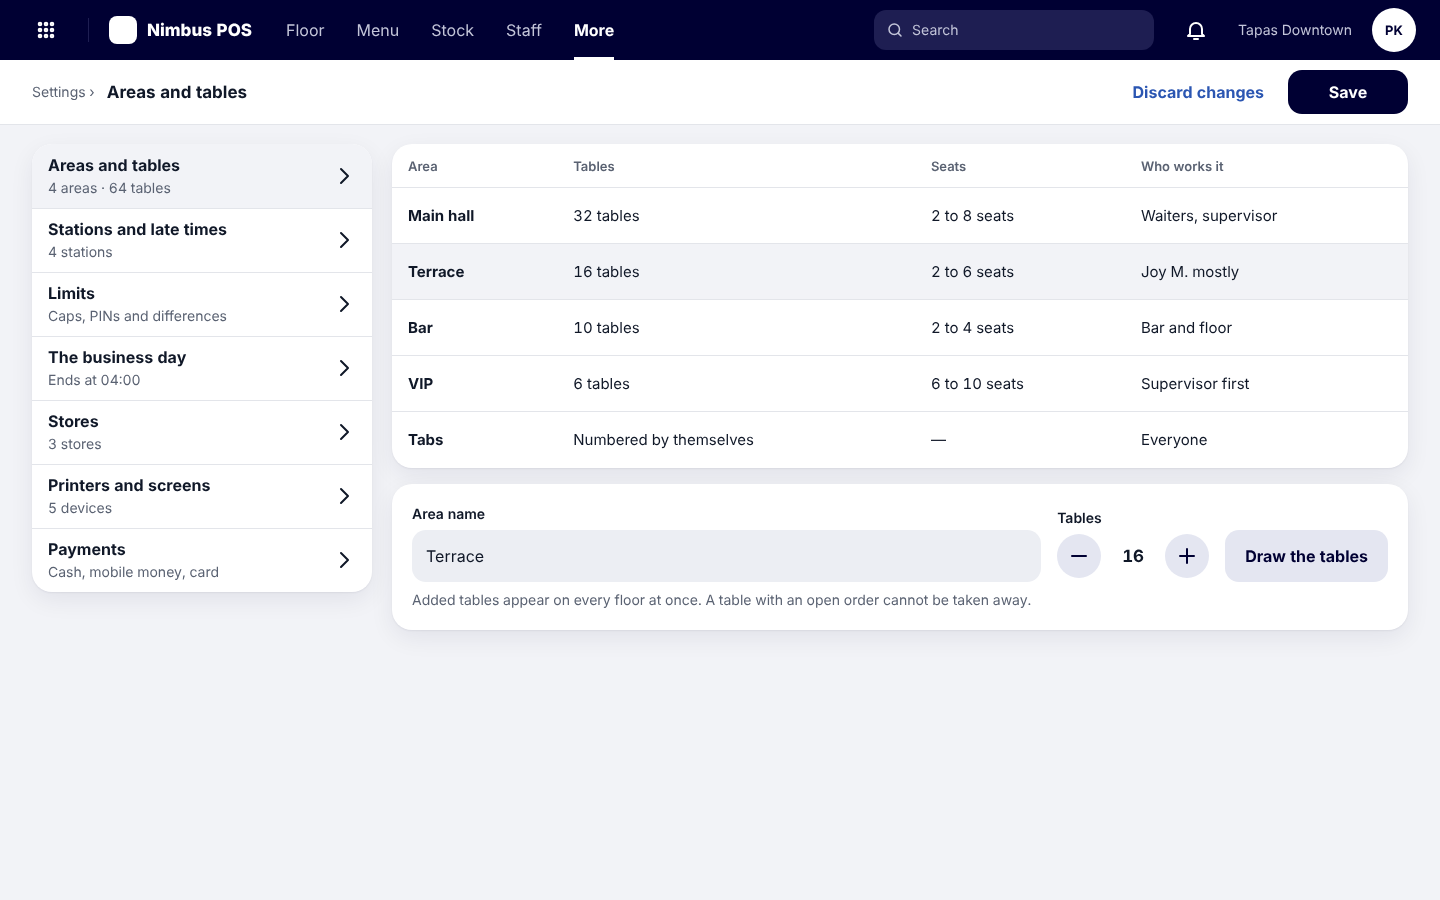 Nimbus POS
Floor
Menu
Stock
Staff
More
Search
Tapas Downtown
PK
Settings ›
Areas and tables
Discard changes
Save
Areas and tables
4 areas · 64 tables
Stations and late times
4 stations
Limits
Caps, PINs and differences
The business day
Ends at 04:00
Stores
3 stores
Printers and screens
5 devices
Payments
Cash, mobile money, card
Area Tables Seats Who works it
Main hall 32 tables 2 to 8 seats Waiters, supervisor
Terrace 16 tables 2 to 6 seats Joy M. mostly
Bar 10 tables 2 to 4 seats Bar and floor
VIP 6 tables 6 to 10 seats Supervisor first
Tabs Numbered by themselves — Everyone
Area name
Terrace
Tables
16
Draw the tables
Added tables appear on every floor at once. A table with an open order cannot be taken away.